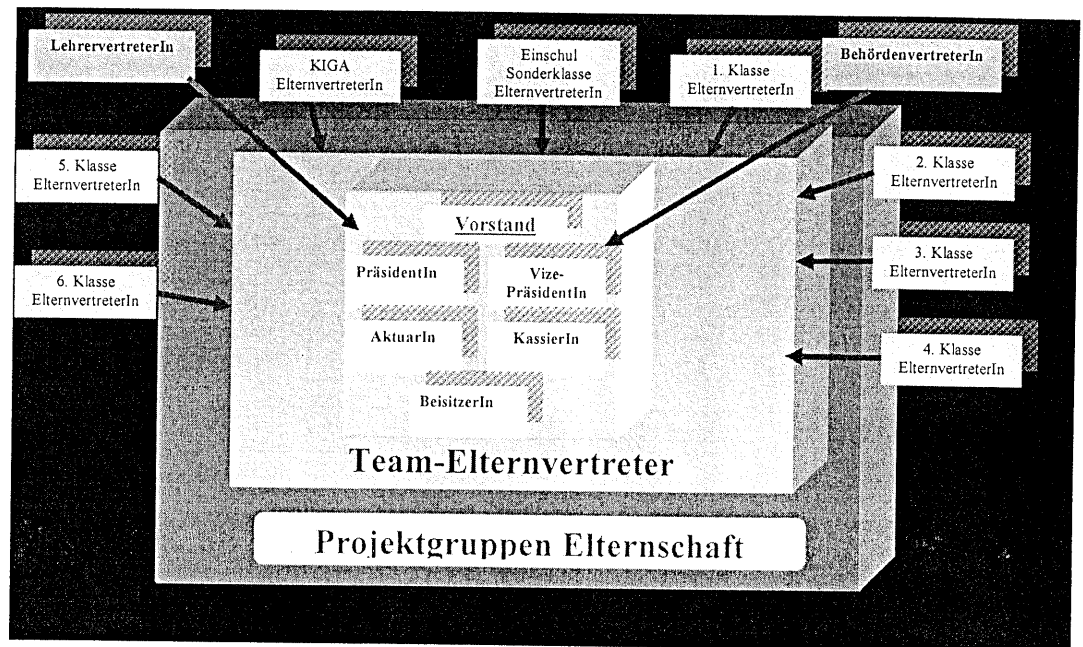 LehrervertreterIn
KIGA
ElternvertreterIn
Einschul
Sonderklasse
ElternvertreterIn
1. Klasse
ElternvertreterIn
BehördenvertreterIn
5. Klasse
ElternvertreterIn
2. Klasse
ElternvertreterIn
6. Klasse
ElternvertreterIn
3. Klasse
ElternvertreterIn
4. Klasse
ElternvertreterIn
Vorstand
PräsidentIn
Vize-
PräsidentIn
AktuarIn
KassierIn
BeisitzerIn
Team-Elternvertreter
Projektgruppen Elternschaft